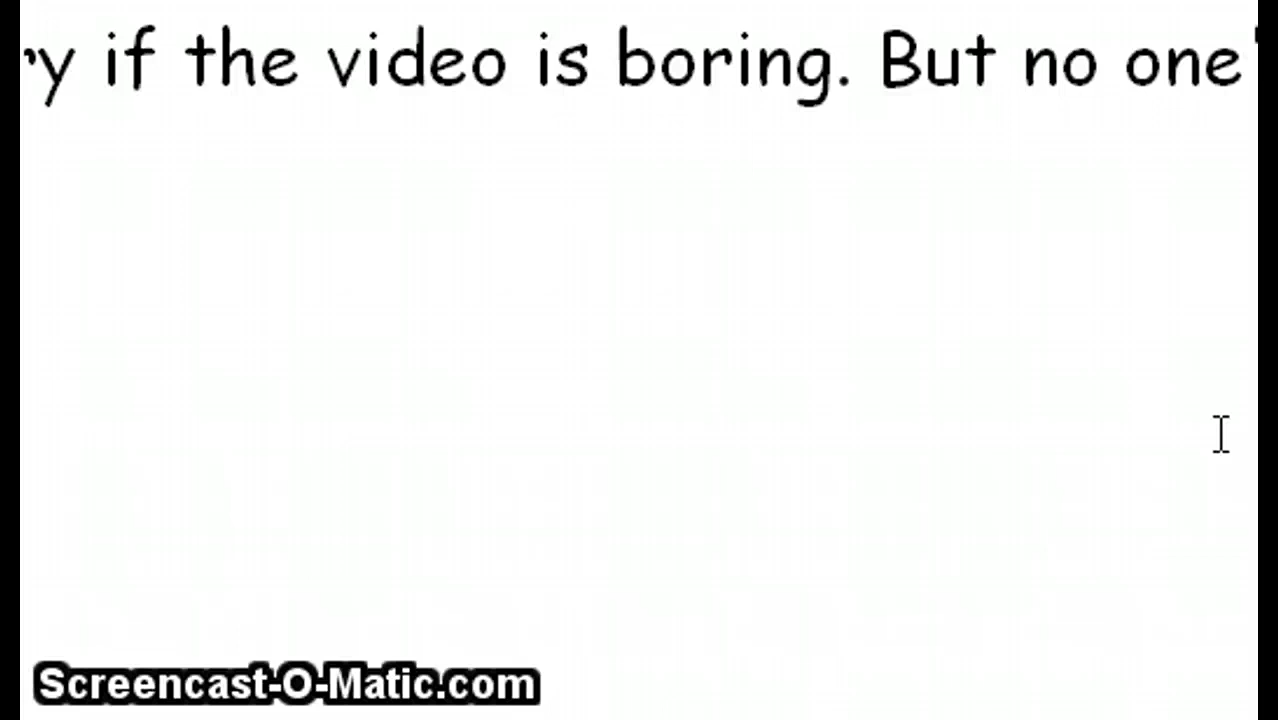 if the video is boring. But no one
Screencast-O-Matic.com